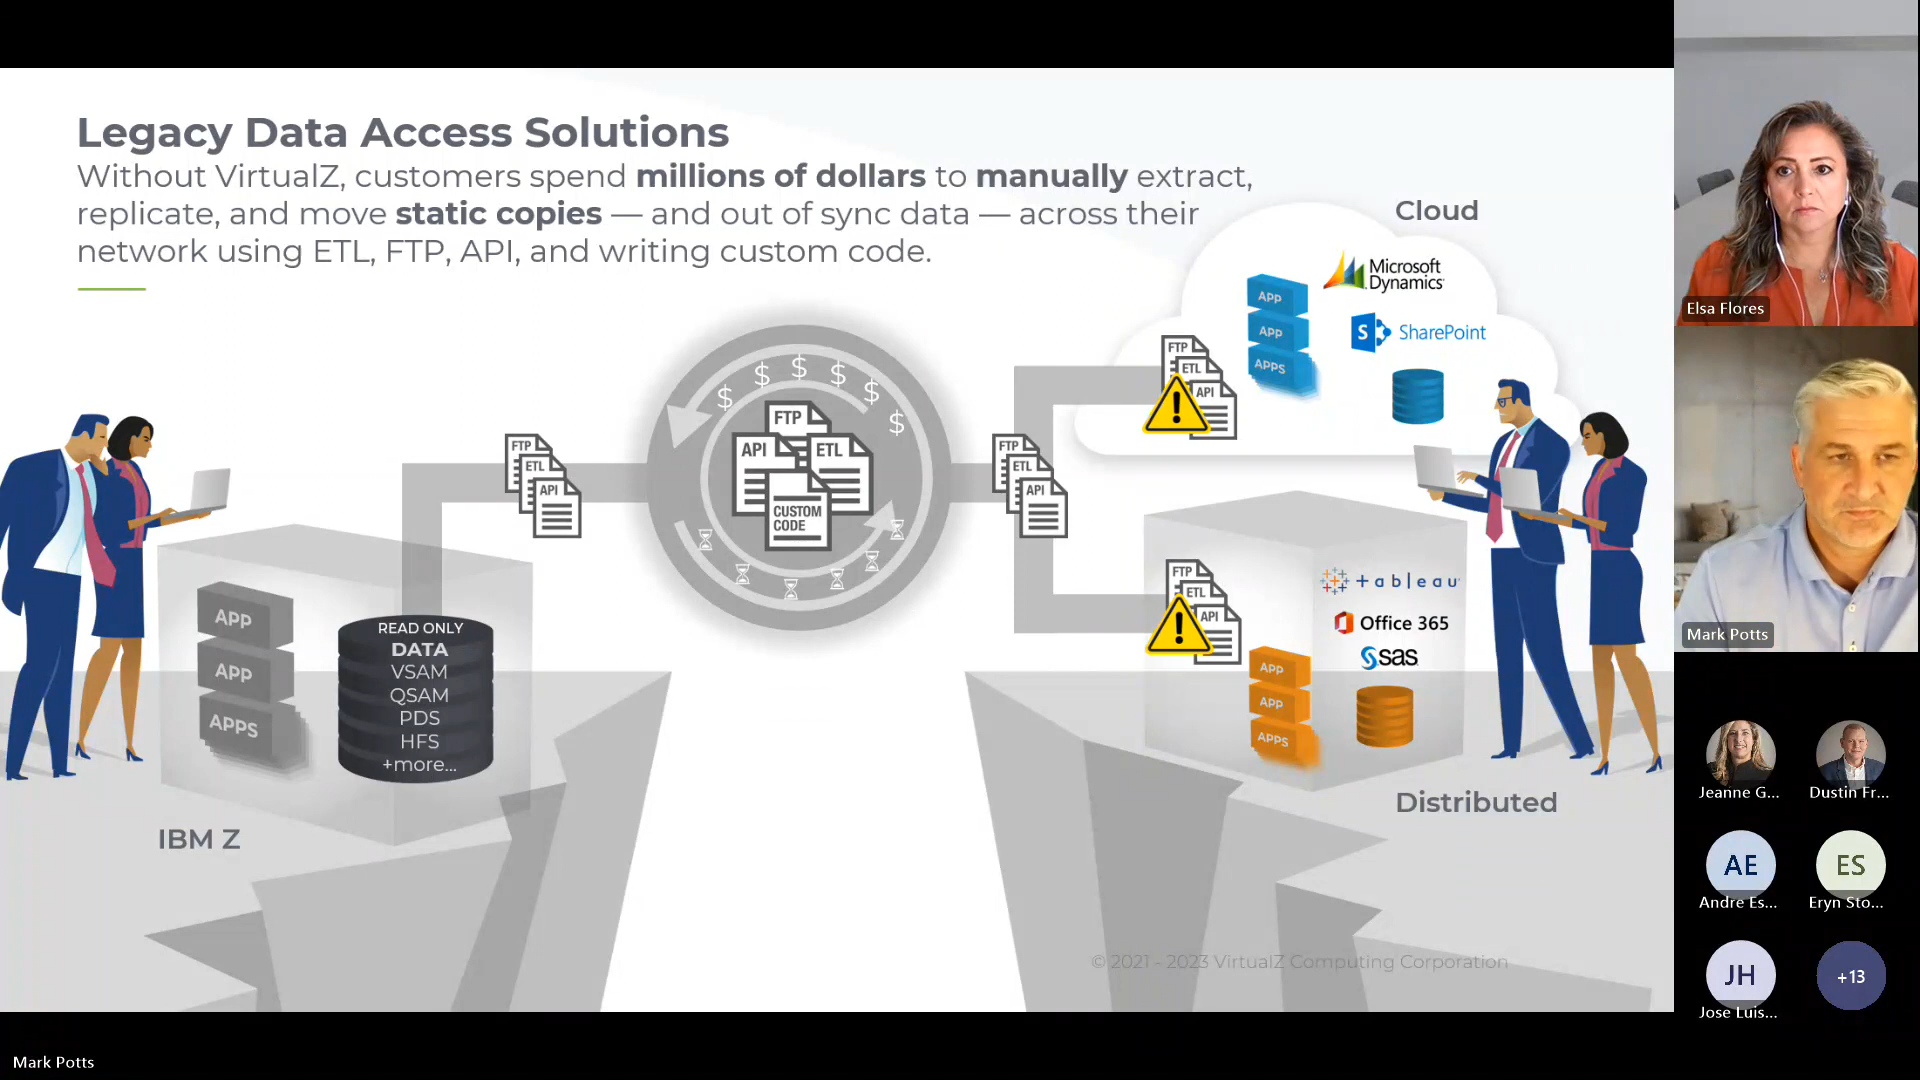 Legacy Data Access Solutions
Without VirtualZ, customers spend millions of dollars to manually extract,
replicate, and move static copies — and out of sync data — across their
network using ETL, FTP, API, and writing custom code.
Cloud
Microsoft
Dynamics
APP
APP
APPS
SharePoint
FTP
ETL
API
$ $ $ $ $ $
FTP
API
ETL
CUSTOM
CODE
FTP
ETL
API
FTP
ETL
API
FTP
ETL
API
+ableau
Office 365
sas
APP
APP
APPS
Distributed
APP
APP
APPS
READ ONLY
DATA
VSAM
QSAM
PDS
HFS
+more...
IBM Z
© 2021 - 2023 VirtualZ Computing Corporation
Elsa Flores
Mark Potts
Jeanne G...
Dustin Fr...
AE
Andre Es...
ES
Eryn Sto...
JH
Jose Luis...
+13
Mark Potts